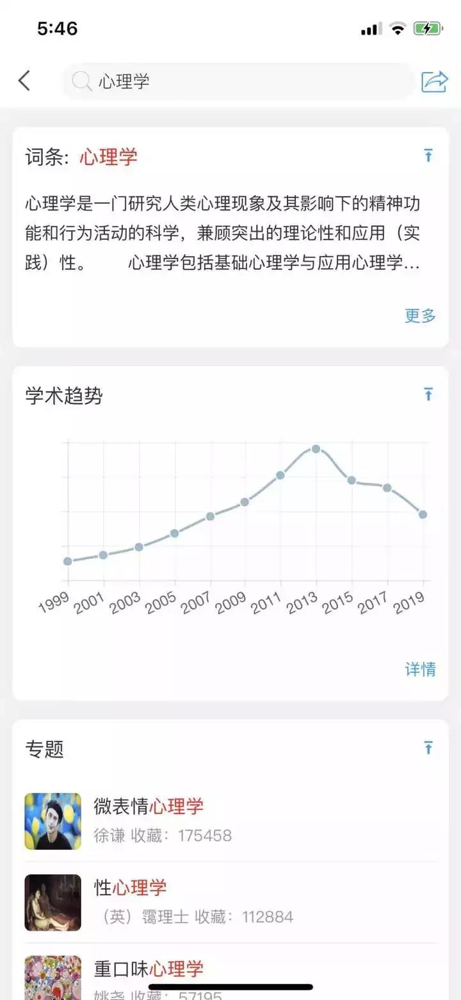 5:46
心理学
词条: 心理学
心理学是一门研究人类心理现象及其影响下的精神功
能和行为活动的科学，兼顾突出的理论性和应用（实
践）性。 心理学包括基础心理学与应用心理学...
更多
学术趋势
1999 2001 2003 2005 2007 2009 2011 2013 2015 2017 2019
详情
专题
微表情心理学
徐谦 收藏：175458
性心理学
（英）霭理士 收藏：112884
重口味心理学
姚尧 收藏：57195